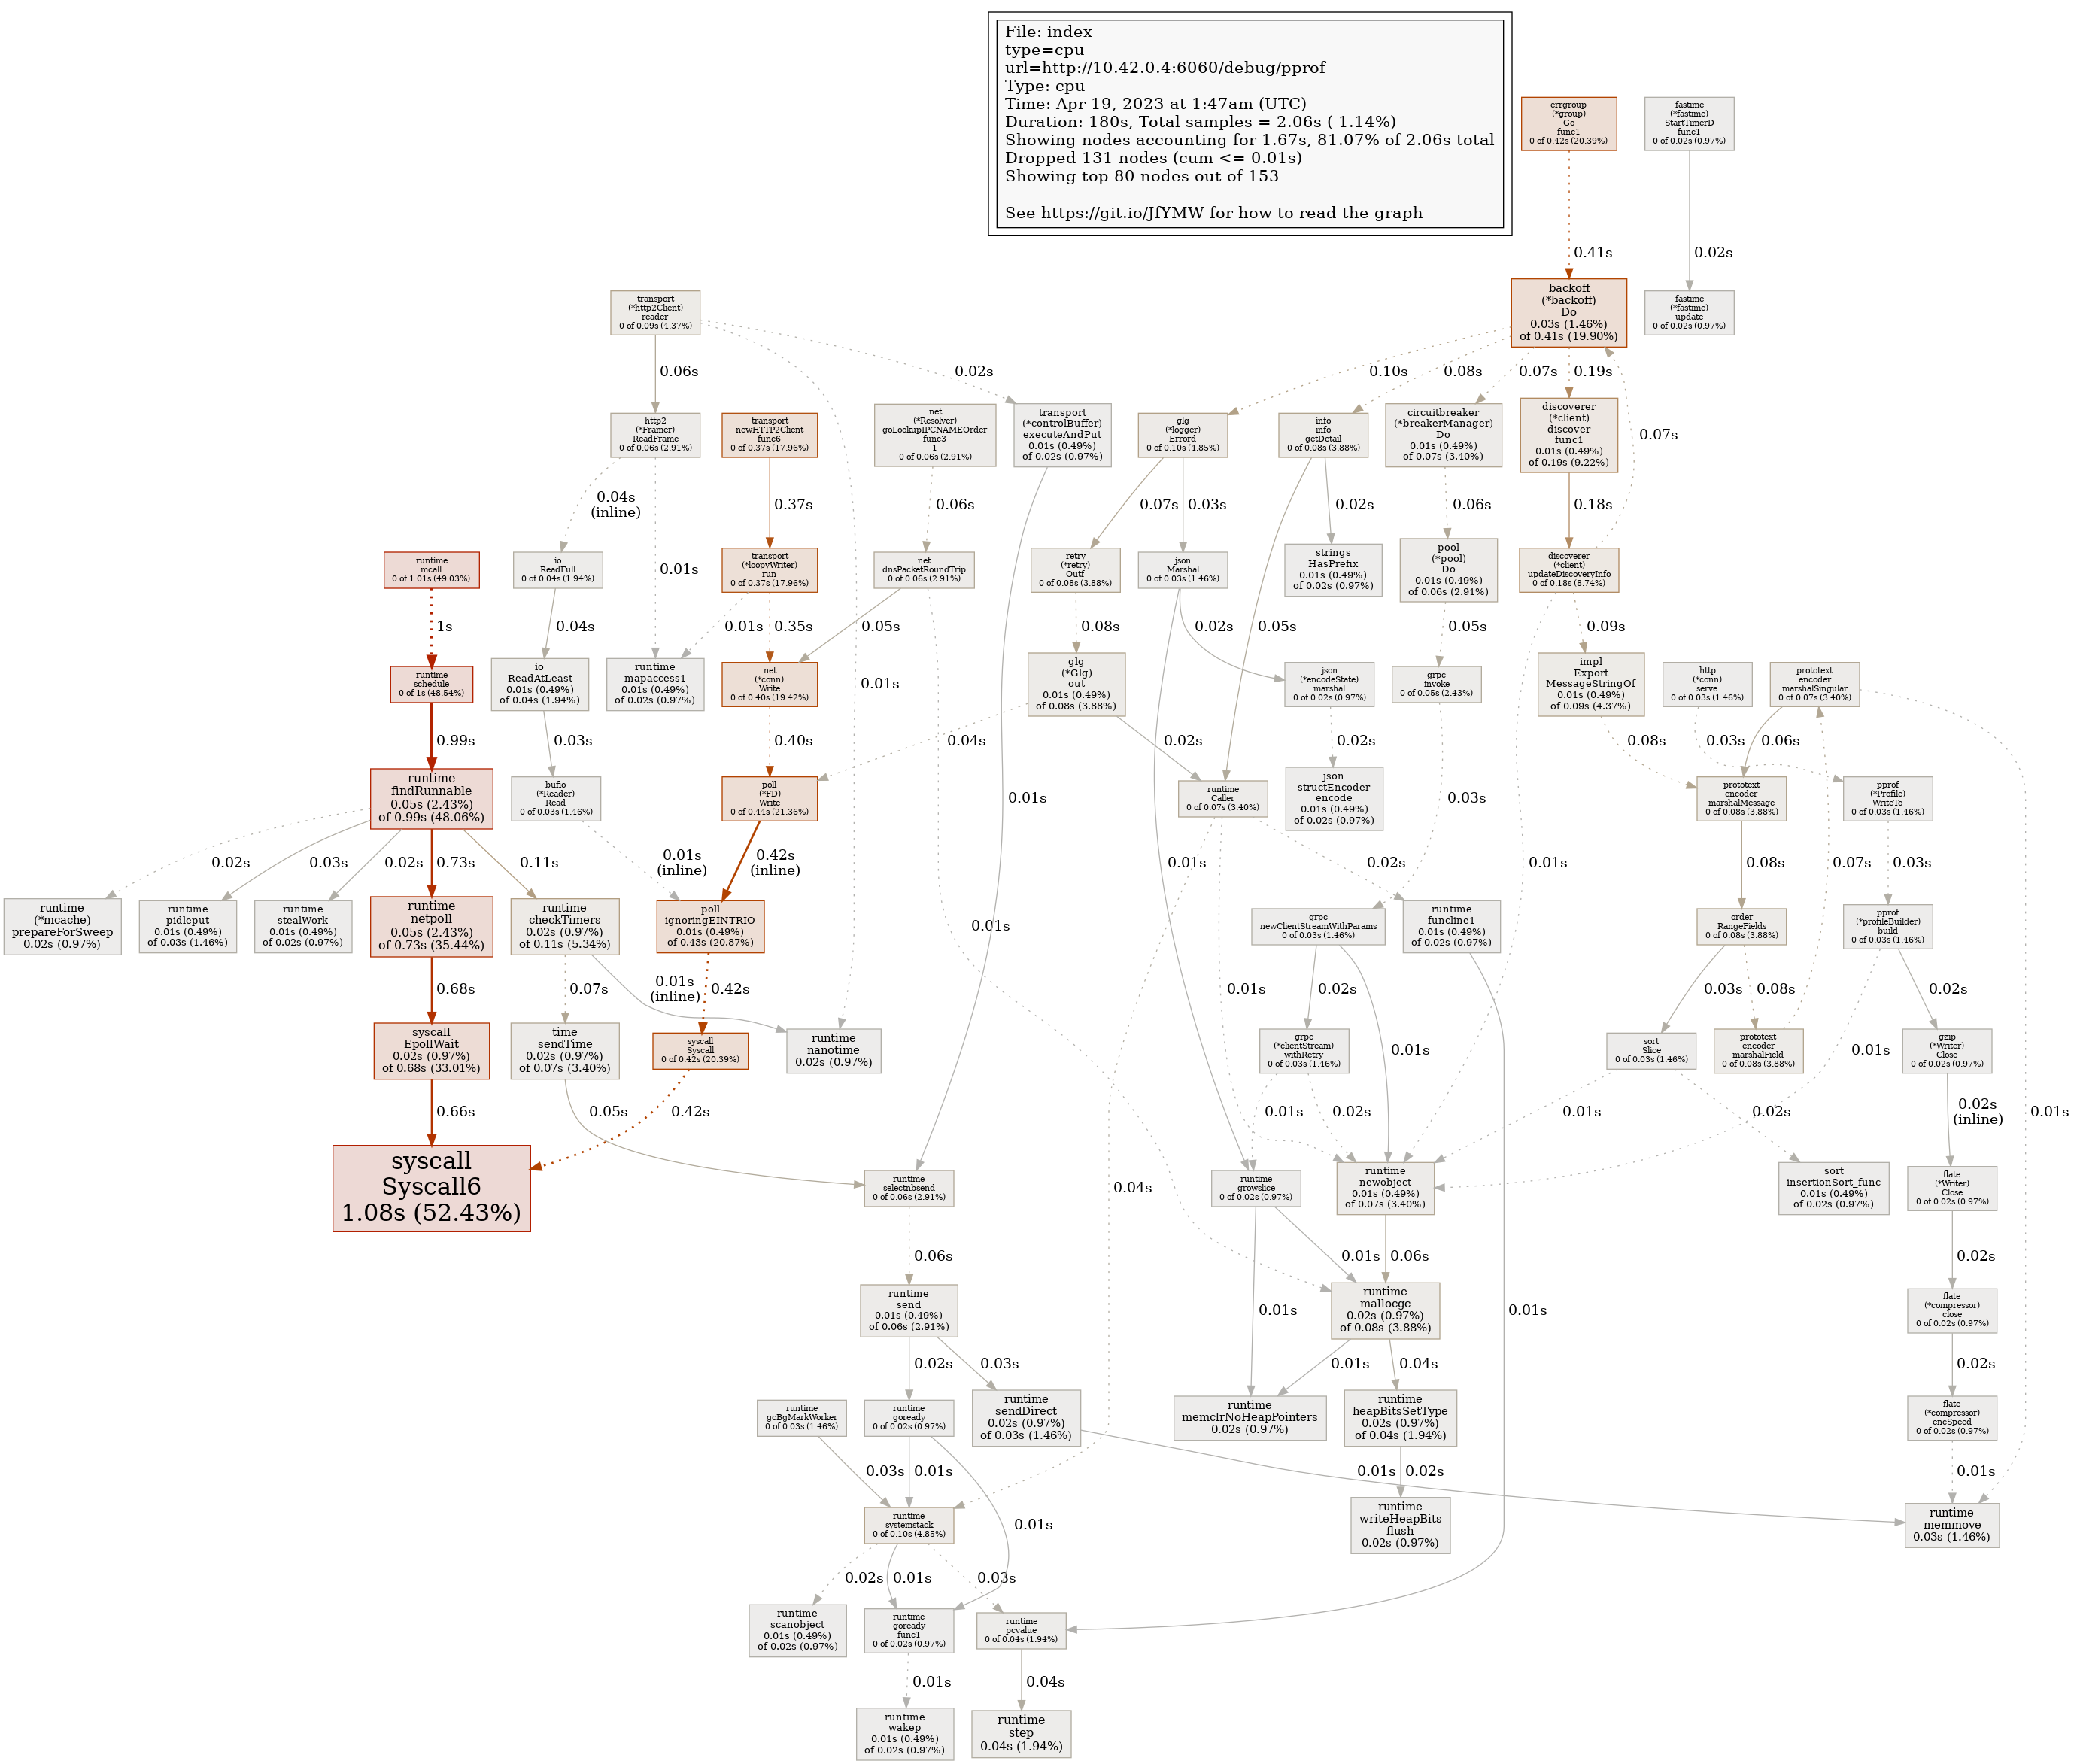 File: index
type=cpu
url=http://10.42.0.4:6060/debug/pprof
Type: cpu
Time: Apr 19, 2023 at 1:47am (UTC)
Duration: 180s, Total samples = 2.06s ( 1.14%)
Showing nodes accounting for 1.67s, 81.07% of 2.06s total
Dropped 131 nodes (cum <= 0.01s)
Showing top 80 nodes out of 153
See https://git.io/JfYMW for how to read the graph
errgroup
(*group)
Go
func1
0 of 0.42s (20.39%)
fastime
(*fastime)
StartTimerD
func1
0 of 0.02s (0.97%)
0.41s
0.02s
transport
(*http2Client)
reader
0 of 0.09s (4.37%)
backoff
(*backoff)
Do
0.03s (1.46%)
of 0.41s (19.90%)
fastime
(*fastime)
update
0 of 0.02s (0.97%)
0.06s
0.02s
0.10s
0.08s
0.07s
0.19s
http2
(*Framer)
ReadFrame
0 of 0.06s (2.91%)
transport
newHTTP2Client
func6
0 of 0.37s (17.96%)
net
(*Resolver)
goLookupIPCNAMEOrder
func3
1
0 of 0.06s (2.91%)
transport
(*controlBuffer)
executeAndPut
0.01s (0.49%)
of 0.02s (0.97%)
glg
(*logger)
Errord
0 of 0.10s (4.85%)
info
info
getDetail
0 of 0.08s (3.88%)
circuitbreaker
(*breakerManager)
Do
0.01s (0.49%)
of 0.07s (3.40%)
discoverer
(*client)
discover
func1
0.01s (0.49%)
of 0.19s (9.22%)
0.07s
0.04s
(inline)
0.37s
0.06s
0.07s
0.03s
0.02s
0.06s
0.18s
runtime
mcall
0 of 1.01s (49.03%)
io
ReadFull
0 of 0.04s (1.94%)
0.01s
transport
(*loopyWriter)
run
0 of 0.37s (17.96%)
net
dnsPacketRoundTrip
0 of 0.06s (2.91%)
retry
(*retry)
Outf
0 of 0.08s (3.88%)
json
Marshal
0 of 0.03s (1.46%)
strings
HasPrefix
0.01s (0.49%)
of 0.02s (0.97%)
pool
(*pool)
Do
0.01s (0.49%)
of 0.06s (2.91%)
discoverer
(*client)
updateDiscoveryInfo
0 of 0.18s (8.74%)
1s
0.04s
0.01s
0.35s
0.05s
0.08s
0.02s
0.05s
0.05s
0.09s
runtime
schedule
0 of 1s (48.54%)
io
ReadAtLeast
0.01s (0.49%)
of 0.04s (1.94%)
runtime
mapaccess1
0.01s (0.49%)
of 0.02s (0.97%)
net
(*conn)
Write
0 of 0.40s (19.42%)
0.01s
glg
(*Glg)
out
0.01s (0.49%)
of 0.08s (3.88%)
json
(*encodeState)
marshal
0 of 0.02s (0.97%)
grpc
invoke
0 of 0.05s (2.43%)
impl
Export
MessageStringOf
0.01s (0.49%)
of 0.09s (4.37%)
http
(*conn)
serve
0 of 0.03s (1.46%)
prototext
encoder
marshalSingular
0 of 0.07s (3.40%)
0.99s
0.03s
0.40s
0.04s
0.02s
0.02s
0.08s
0.03s
0.06s
runtime
findRunnable
0.05s (2.43%)
of 0.99s (48.06%)
bufio
(*Reader)
Read
0 of 0.03s (1.46%)
poll
(*FD)
Write
0 of 0.44s (21.36%)
0.01s
runtime
Caller
0 of 0.07s (3.40%)
json
structEncoder
encode
0.01s (0.49%)
of 0.02s (0.97%)
0.03s
prototext
encoder
marshalMessage
0 of 0.08s (3.88%)
pprof
(*Profile)
WriteTo
0 of 0.03s (1.46%)
0.02s
0.03s
0.02s
0.73s
0.11s
0.01s
(inline)
0.42s
(inline)
0.01s
0.02s
0.01s
0.08s
0.07s
0.03s
runtime
(*mcache)
prepareForSweep
0.02s (0.97%)
runtime
pidleput
0.01s (0.49%)
of 0.03s (1.46%)
runtime
stealWork
0.01s (0.49%)
of 0.02s (0.97%)
runtime
netpoll
0.05s (2.43%)
of 0.73s (35.44%)
runtime
checkTimers
0.02s (0.97%)
of 0.11s (5.34%)
poll
ignoringEINTRIO
0.01s (0.49%)
of 0.43s (20.87%)
0.01s
grpc
newClientStreamWithParams
0 of 0.03s (1.46%)
runtime
funcline1
0.01s (0.49%)
of 0.02s (0.97%)
order
RangeFields
0 of 0.08s (3.88%)
pprof
(*profileBuilder)
build
0 of 0.03s (1.46%)
0.68s
0.07s
0.01s
(inline)
0.42s
0.01s
0.02s
0.03s
0.08s
0.02s
syscall
EpollWait
0.02s (0.97%)
of 0.68s (33.01%)
time
sendTime
0.02s (0.97%)
of 0.07s (3.40%)
syscall
Syscall
0 of 0.42s (20.39%)
runtime
nanotime
0.02s (0.97%)
grpc
(*clientStream)
withRetry
0 of 0.03s (1.46%)
0.01s
sort
Slice
0 of 0.03s (1.46%)
prototext
encoder
marshalField
0 of 0.08s (3.88%)
0.01s
gzip
(*Writer)
Close
0 of 0.02s (0.97%)
0.66s
0.05s
0.42s
0.01s
0.02s
0.01s
0.02s
0.02s
(inline)
0.01s
syscall
Syscall6
1.08s (52.43%)
runtime
selectnbsend
0 of 0.06s (2.91%)
0.04s
runtime
growslice
0 of 0.02s (0.97%)
runtime
newobject
0.01s (0.49%)
of 0.07s (3.40%)
sort
insertionSort_func
0.01s (0.49%)
of 0.02s (0.97%)
flate
(*Writer)
Close
0 of 0.02s (0.97%)
0.06s
0.01s
0.06s
0.02s
runtime
send
0.01s (0.49%)
of 0.06s (2.91%)
0.01s
runtime
mallocgc
0.02s (0.97%)
of 0.08s (3.88%)
0.01s
flate
(*compressor)
close
0 of 0.02s (0.97%)
0.02s
0.03s
0.01s
0.04s
0.02s
runtime
gcBgMarkWorker
0 of 0.03s (1.46%)
runtime
goready
0 of 0.02s (0.97%)
runtime
sendDirect
0.02s (0.97%)
of 0.03s (1.46%)
runtime
memclrNoHeapPointers
0.02s (0.97%)
runtime
heapBitsSetType
0.02s (0.97%)
of 0.04s (1.94%)
flate
(*compressor)
encSpeed
0 of 0.02s (0.97%)
0.03s
0.01s
0.01s
0.02s
0.01s
runtime
systemstack
0 of 0.10s (4.85%)
0.01s
runtime
writeHeapBits
flush
0.02s (0.97%)
runtime
memmove
0.03s (1.46%)
0.02s
0.01s
0.03s
runtime
scanobject
0.01s (0.49%)
of 0.02s (0.97%)
runtime
goready
func1
0 of 0.02s (0.97%)
runtime
pcvalue
0 of 0.04s (1.94%)
0.01s
0.04s
runtime
wakep
0.01s (0.49%)
of 0.02s (0.97%)
runtime
step
0.04s (1.94%)